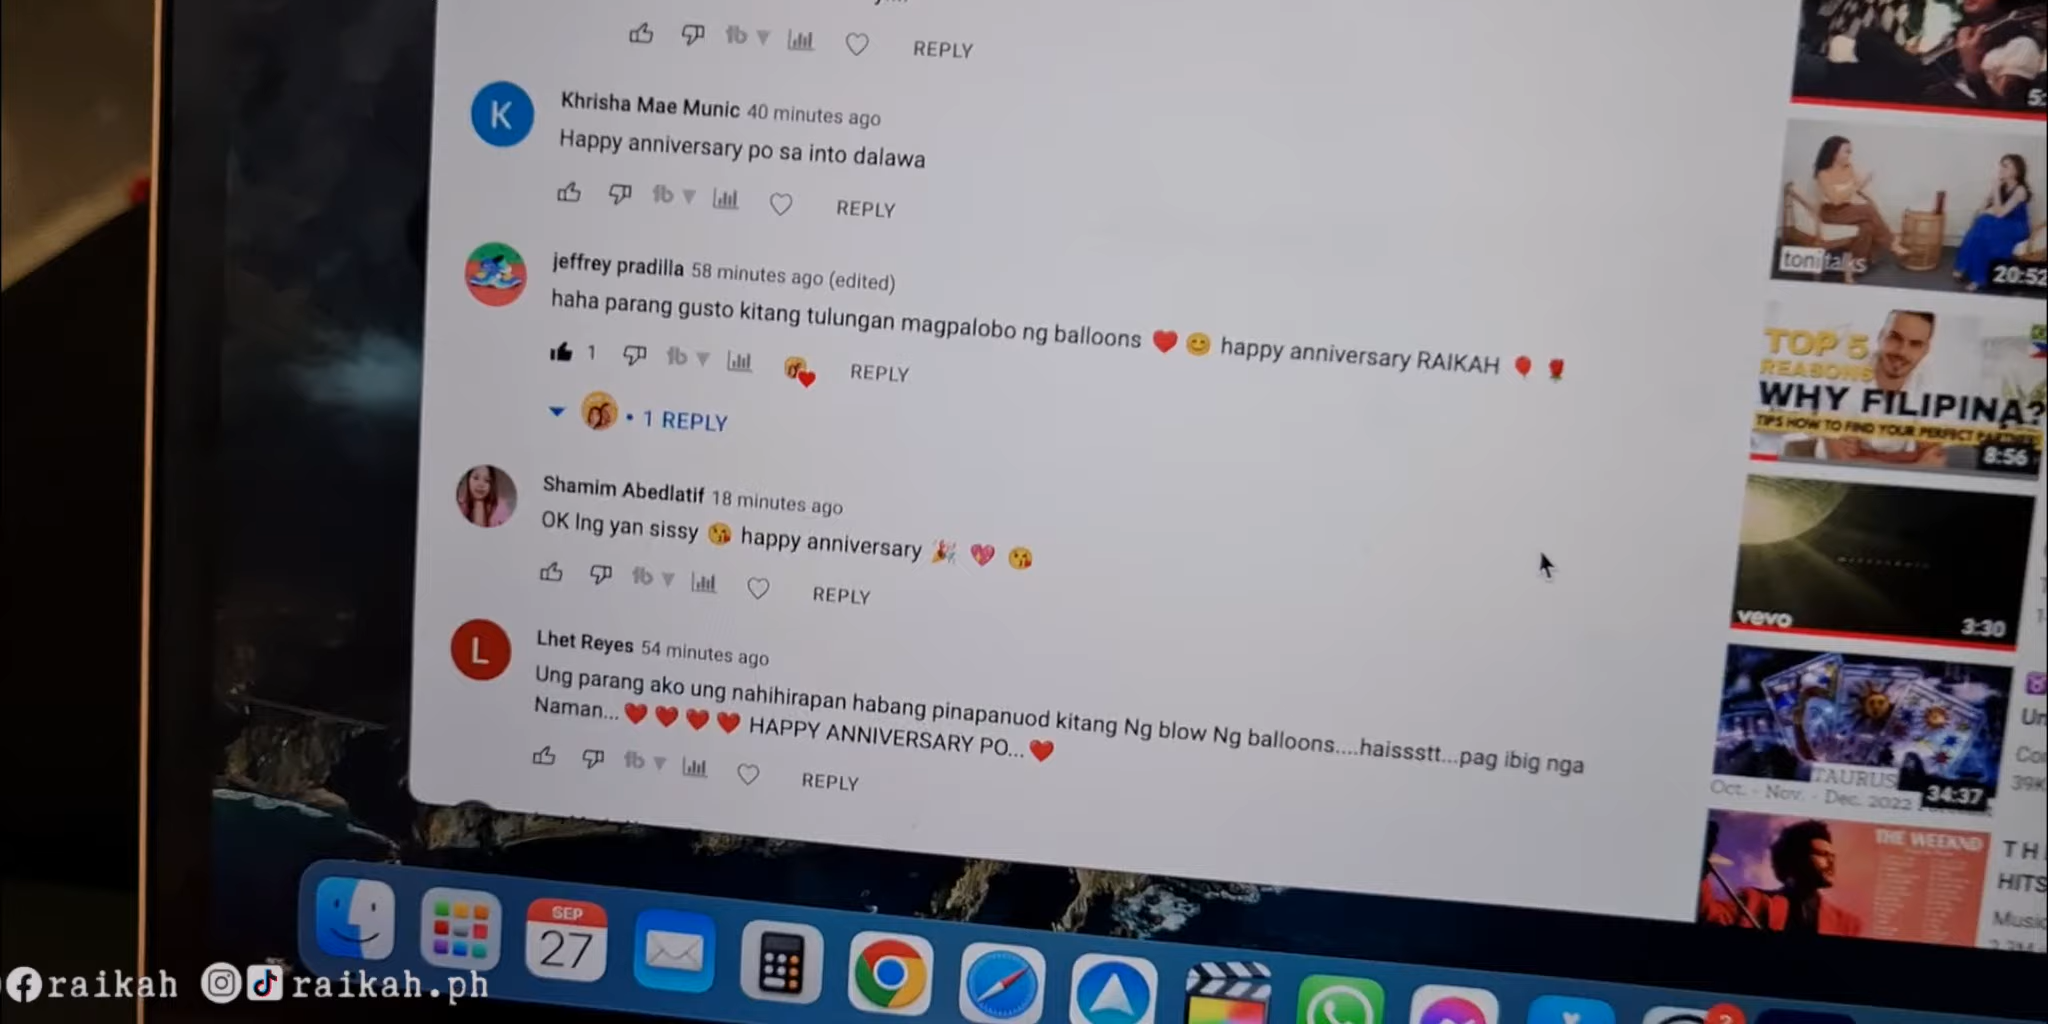 REPLY
Khrisha Mae Munic 40 minutes ago
Happy anniversary po sa into dalawa
REPLY
jeffrey pradilla 58 minutes ago (edited)
haha parang gusto kitang tulungan magpalobo ng balloons ❤️ 😊 happy anniversary RAIKAH 🎈 🌹
1
REPLY
• 1 REPLY
Shamim Abedlatif 18 minutes ago
OK lng yan sissy 😘 happy anniversary 🎉 💖 😘
REPLY
Lhet Reyes 54 minutes ago
Ung parang ako ung nahihirapan habang pinapanuod kitang Ng blow Ng balloons....haissstt...pag ibig nga
Naman...❤️❤️❤️❤️ HAPPY ANNIVERSARY PO...❤️
REPLY
K
L
toni talks
20:52
TOP 5
REASONS
WHY FILIPINA?
TIPS HOW TO FIND YOUR PERFECT PARTNER
8:56
vevo
3:30
TAURUS
Oct. - Nov. - Dec. 2022
34:37
THE WEEKND
HITS
SEP
27
raikah
raikah.ph